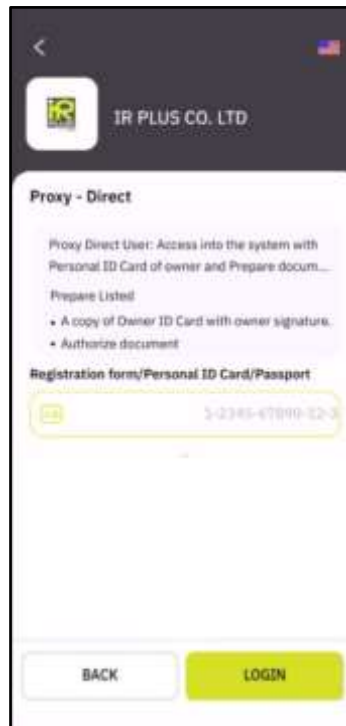 IR PLUS CO. LTD
Proxy - Direct
Proxy Direct User: Access into the system with
Personal ID Card of owner and Prepare docum...
Prepare Listed
• A copy of Owner ID Card with owner signature.
• Authorize document
Registration form/Personal ID Card/Passport
1-2345-67890-12-3
BACK
LOGIN